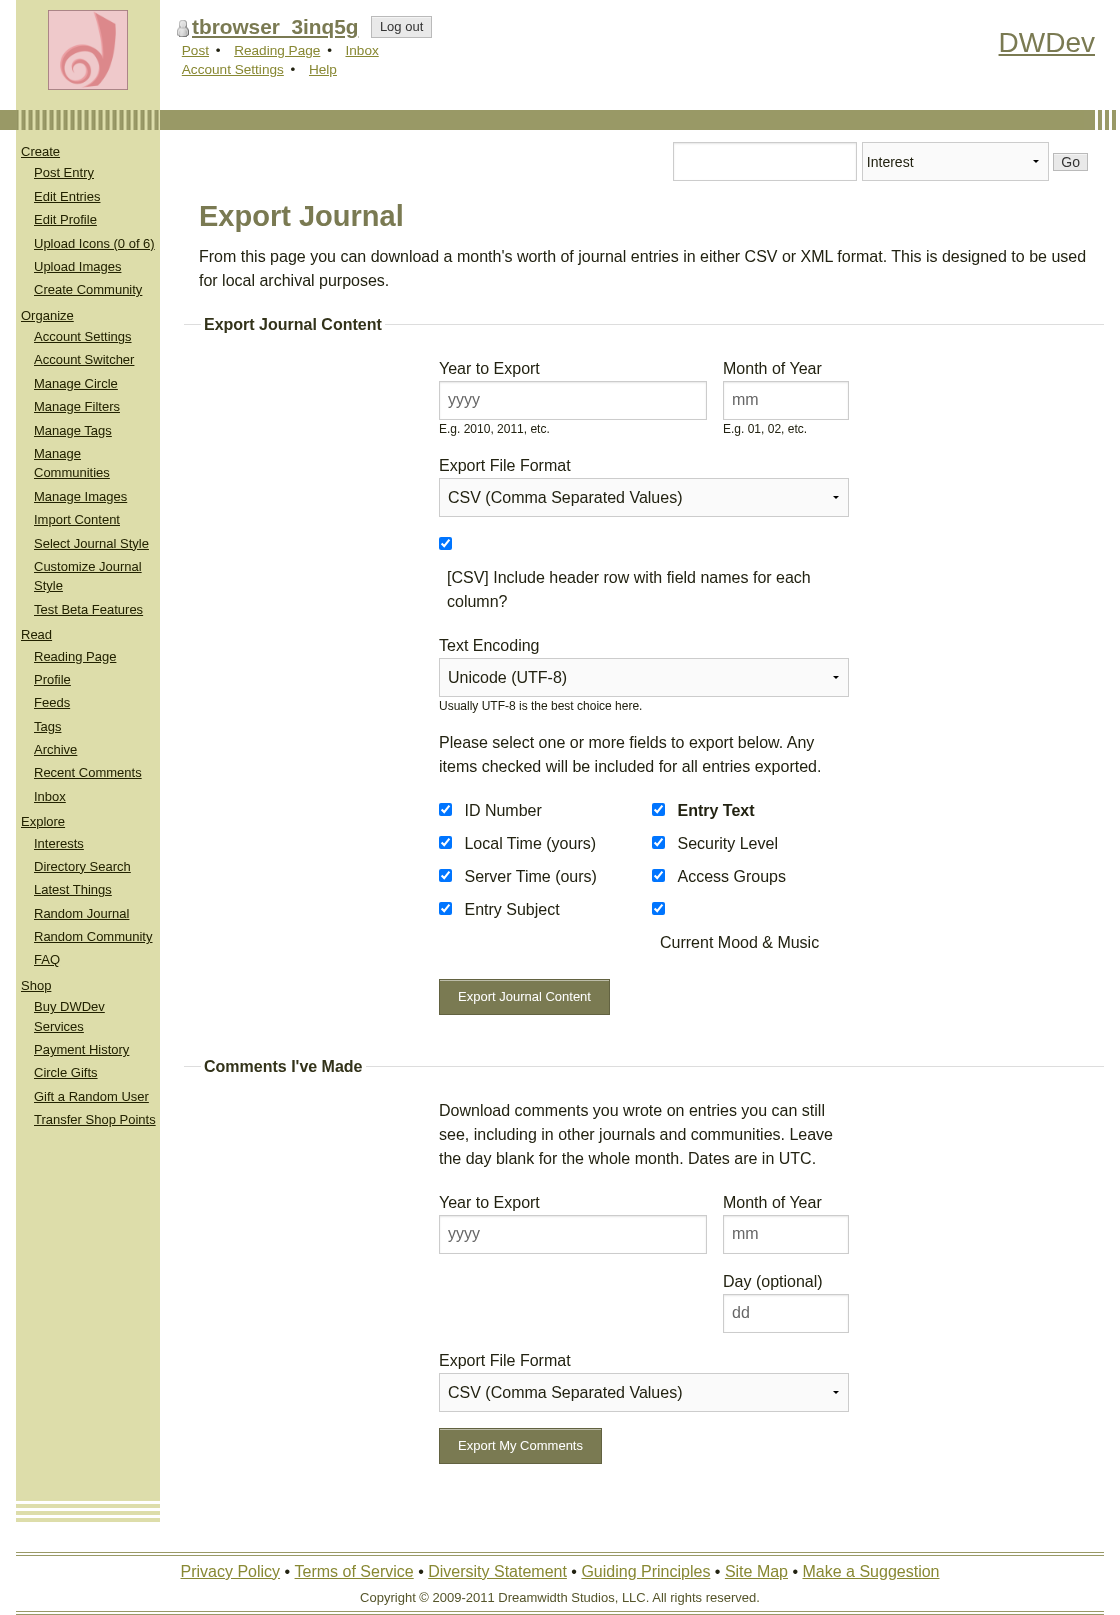 tbrowser_3inq5g Log out
Post • Reading Page • Inbox
Account Settings • Help
DWDev
Create
Post Entry
Edit Entries
Edit Profile
Upload Icons (0 of 6)
Upload Images
Create Community
Organize
Account Settings
Account Switcher
Manage Circle
Manage Filters
Manage Tags
Manage
Communities
Manage Images
Import Content
Select Journal Style
Customize Journal
Style
Test Beta Features
Read
Reading Page
Profile
Feeds
Tags
Archive
Recent Comments
Inbox
Explore
Interests
Directory Search
Latest Things
Random Journal
Random Community
FAQ
Shop
Buy DWDev
Services
Payment History
Circle Gifts
Gift a Random User
Transfer Shop Points
Interest Go
Export Journal
From this page you can download a month's worth of journal entries in either CSV or XML format. This is designed to be used
for local archival purposes.
Export Journal Content
Year to Export Month of Year
yyyy mm
E.g. 2010, 2011, etc. E.g. 01, 02, etc.
Export File Format
CSV (Comma Separated Values)
[CSV] Include header row with field names for each
column?
Text Encoding
Unicode (UTF-8)
Usually UTF-8 is the best choice here.
Please select one or more fields to export below. Any
items checked will be included for all entries exported.
ID Number Entry Text
Local Time (yours) Security Level
Server Time (ours) Access Groups
Entry Subject
Current Mood & Music
Export Journal Content
Comments I've Made
Download comments you wrote on entries you can still
see, including in other journals and communities. Leave
the day blank for the whole month. Dates are in UTC.
Year to Export Month of Year
yyyy mm
Day (optional)
dd
Export File Format
CSV (Comma Separated Values)
Export My Comments
Privacy Policy • Terms of Service • Diversity Statement • Guiding Principles • Site Map • Make a Suggestion
Copyright © 2009-2011 Dreamwidth Studios, LLC. All rights reserved.